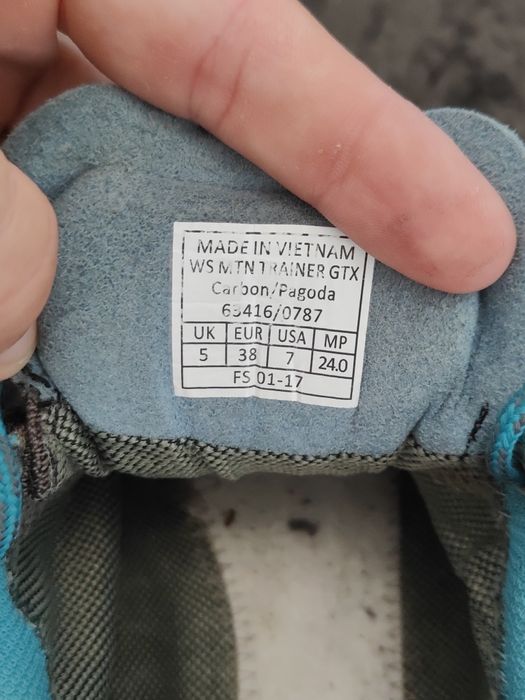 MADE IN VIETNAM
WS MTN TRAINER GTX
Carbon/Pagoda
63416/0787
UK EUR USA MP
5 38 7 24.0
FS 01-17